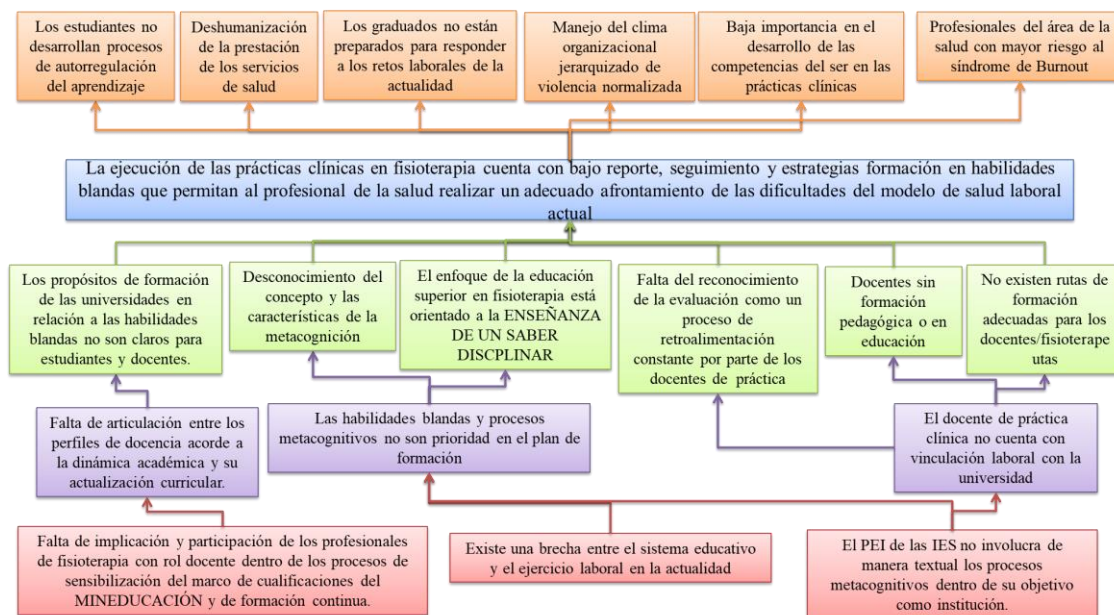 Los estudiantes no
desarrollan procesos
de autorregulación
del aprendizaje
Deshumanización
de la prestación
de los servicios
de salud
Los graduados no están
preparados para responder
a los retos laborales de la
actualidad
Manejo del clima
organizacional
jerarquizado de
violencia normalizada
Baja importancia en el
desarrollo de las
competencias del ser en las
prácticas clínicas
Profesionales del área de la
salud con mayor riesgo al
síndrome de Burnout
La ejecución de las prácticas clínicas en fisioterapia cuenta con bajo reporte, seguimiento y estrategias formación en habilidades
blandas que permitan al profesional de la salud realizar un adecuado afrontamiento de las dificultades del modelo de salud laboral
actual
Los propósitos de formación
de las universidades en
relación a las habilidades
blandas no son claros para
estudiantes y docentes.
Desconocimiento del
concepto y las
características de la
metacognición
El enfoque de la educación
superior en fisioterapia está
orientado a la ENSEÑANZA
DE UN SABER
DISCPLINAR
Falta del reconocimiento
de la evaluación como un
proceso de
retroalimentación
constante por parte de los
docentes de práctica
Docentes sin
formación
pedagógica o en
educación
No existen rutas de
formación
adecuadas para los
docentes/fisioterape
utas
Falta de articulación entre los
perfiles de docencia acorde a
la dinámica académica y su
actualización curricular.
Las habilidades blandas y procesos
metacognitivos no son prioridad en el plan de
formación
El docente de práctica
clínica no cuenta con
vinculación laboral con la
universidad
Falta de implicación y participación de los profesionales
de fisioterapia con rol docente dentro de los procesos de
sensibilización del marco de cualificaciones del
MINEDUCACIÓN y de formación continua.
Existe una brecha entre el sistema educativo
y el ejercicio laboral en la actualidad
El PEI de las IES no involucra de
manera textual los procesos
metacognitivos dentro de su objetivo
como institución.